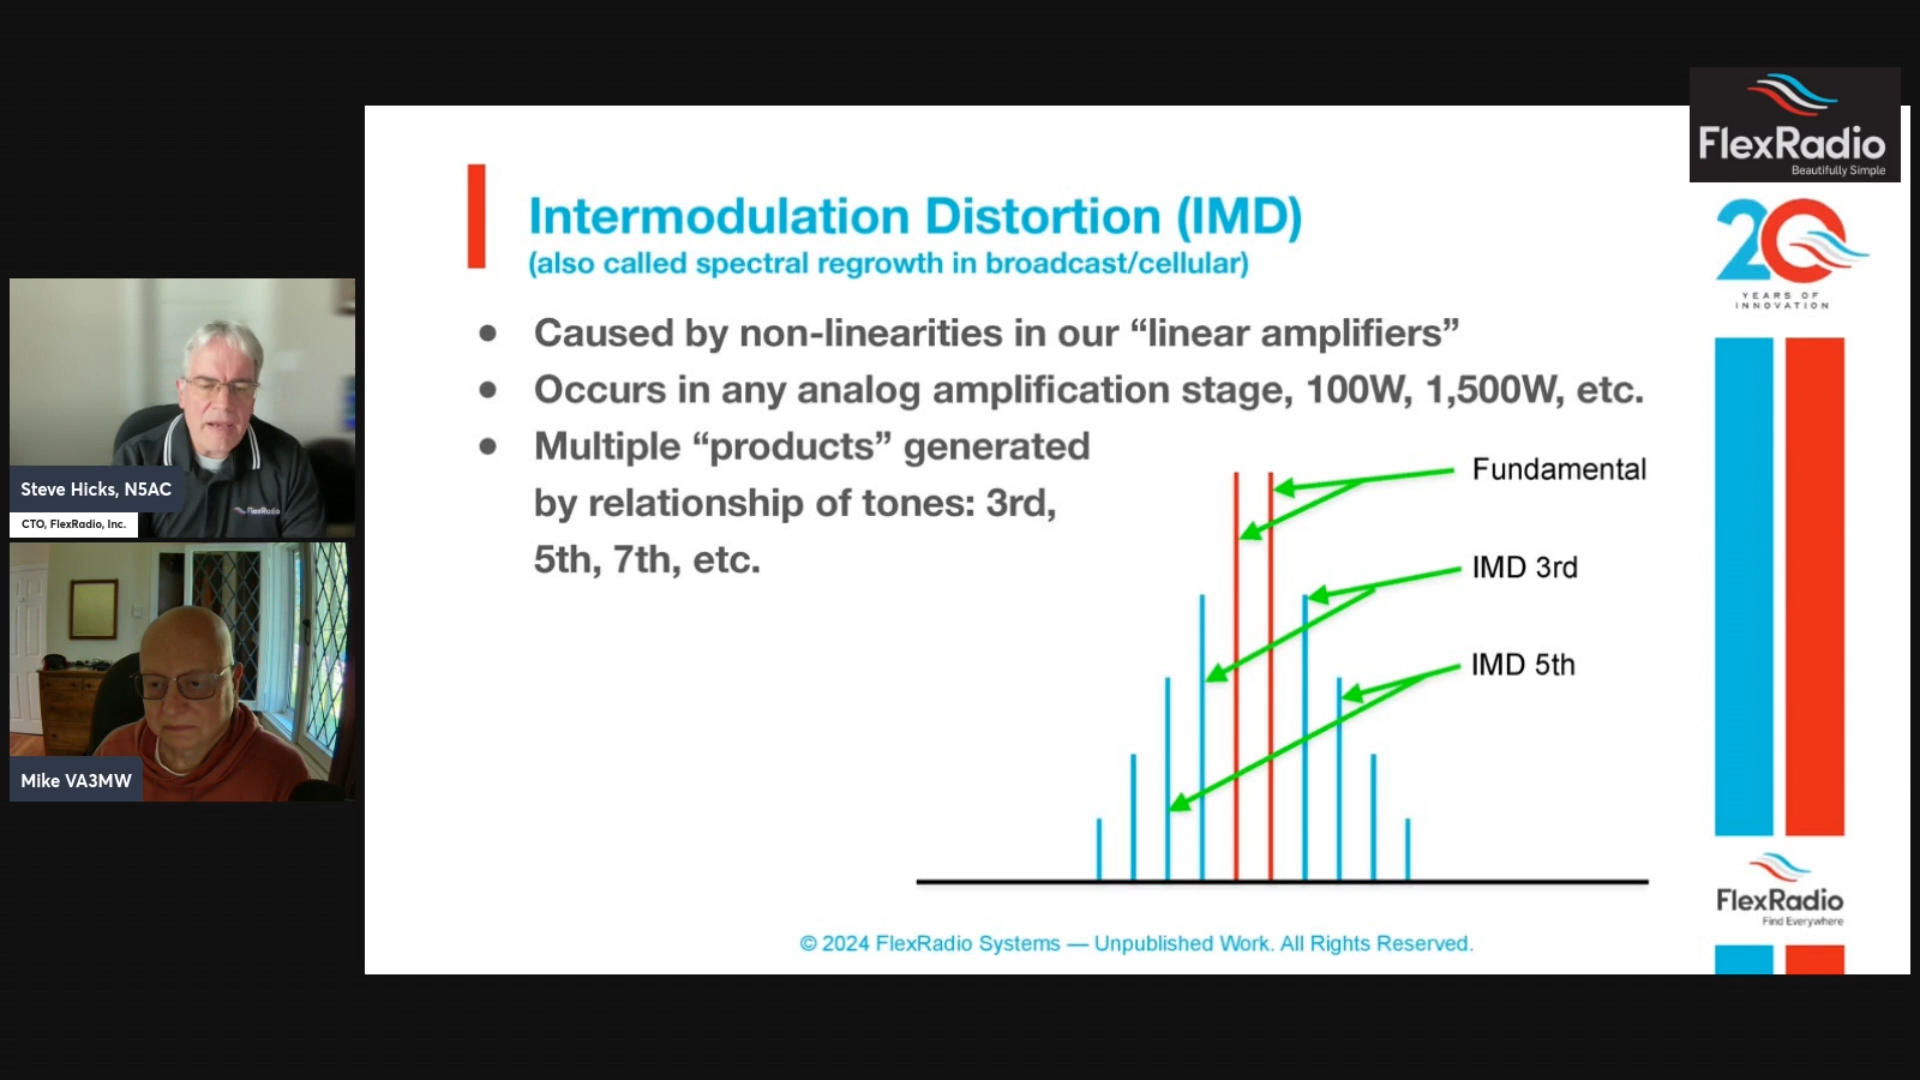 FlexRadio
Beautifully Simple
Intermodulation Distortion (IMD)
(also called spectral regrowth in broadcast/cellular)
20
YEARS OF
INNOVATION
● Caused by non-linearities in our “linear amplifiers”
● Occurs in any analog amplification stage, 100W, 1,500W, etc.
● Multiple “products” generated
by relationship of tones: 3rd,
5th, 7th, etc.
Fundamental
IMD 3rd
IMD 5th
FlexRadio
Steve Hicks, N5AC
CTO, FlexRadio, Inc.
Mike VA3MW
FlexRadio
Find Everywhere
© 2024 FlexRadio Systems — Unpublished Work. All Rights Reserved.